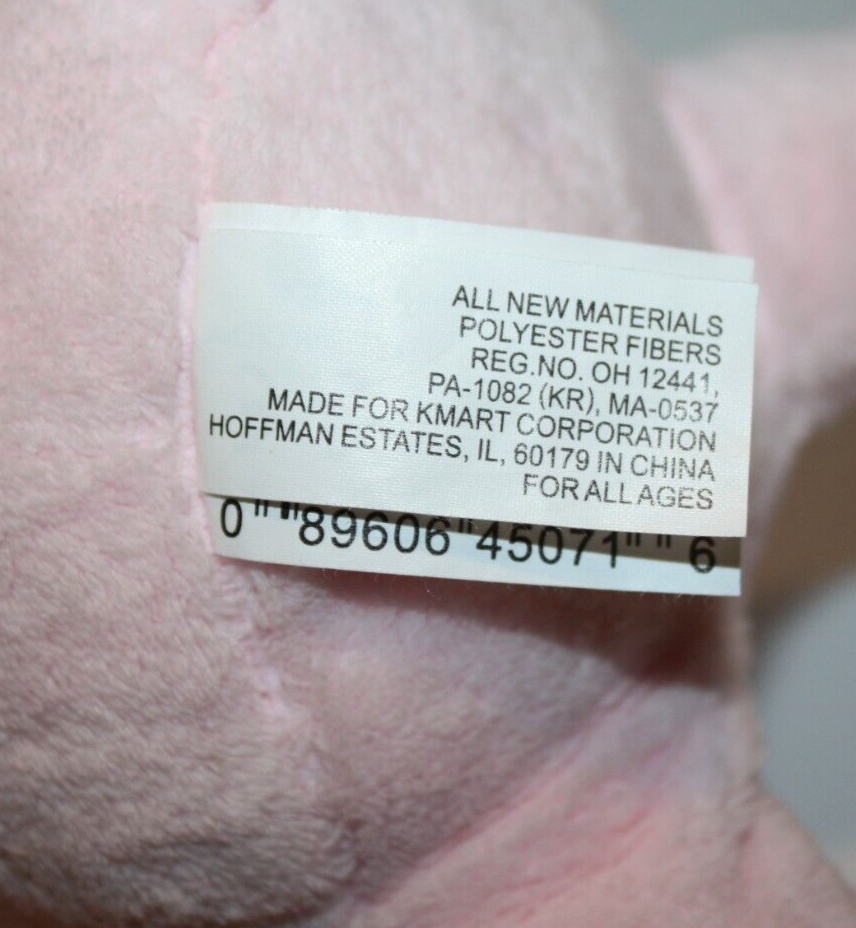 ALL NEW MATERIALS
POLYESTER FIBERS
REG.NO. OH 12441,
PA-1082 (KR), MA-0537
MADE FOR KMART CORPORATION
HOFFMAN ESTATES, IL, 60179 IN CHINA
FOR ALL AGES
0 89606 45071 6